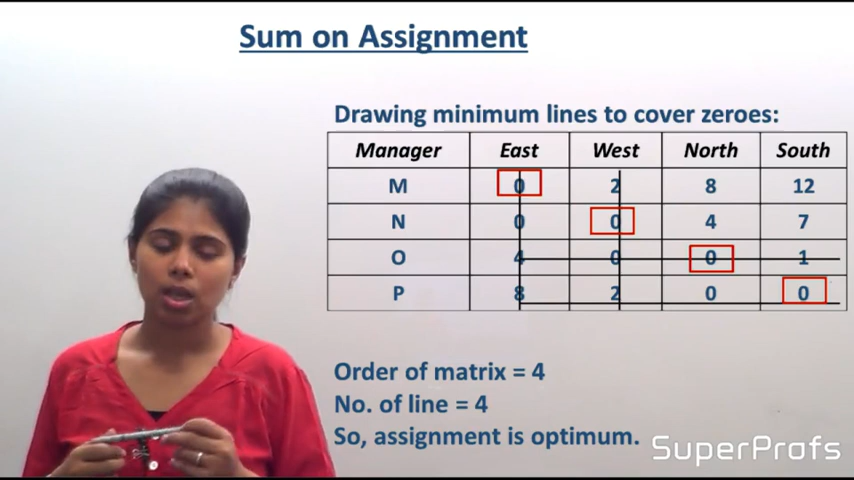 Sum on Assignment
Drawing minimum lines to cover zeroes:
Manager East West North South
M 0 2 8 12
N 0 0 4 7
O 4 0 0 1
P 8 2 0 0
Order of matrix = 4
No. of line = 4
So, assignment is optimum.
SuperProfs